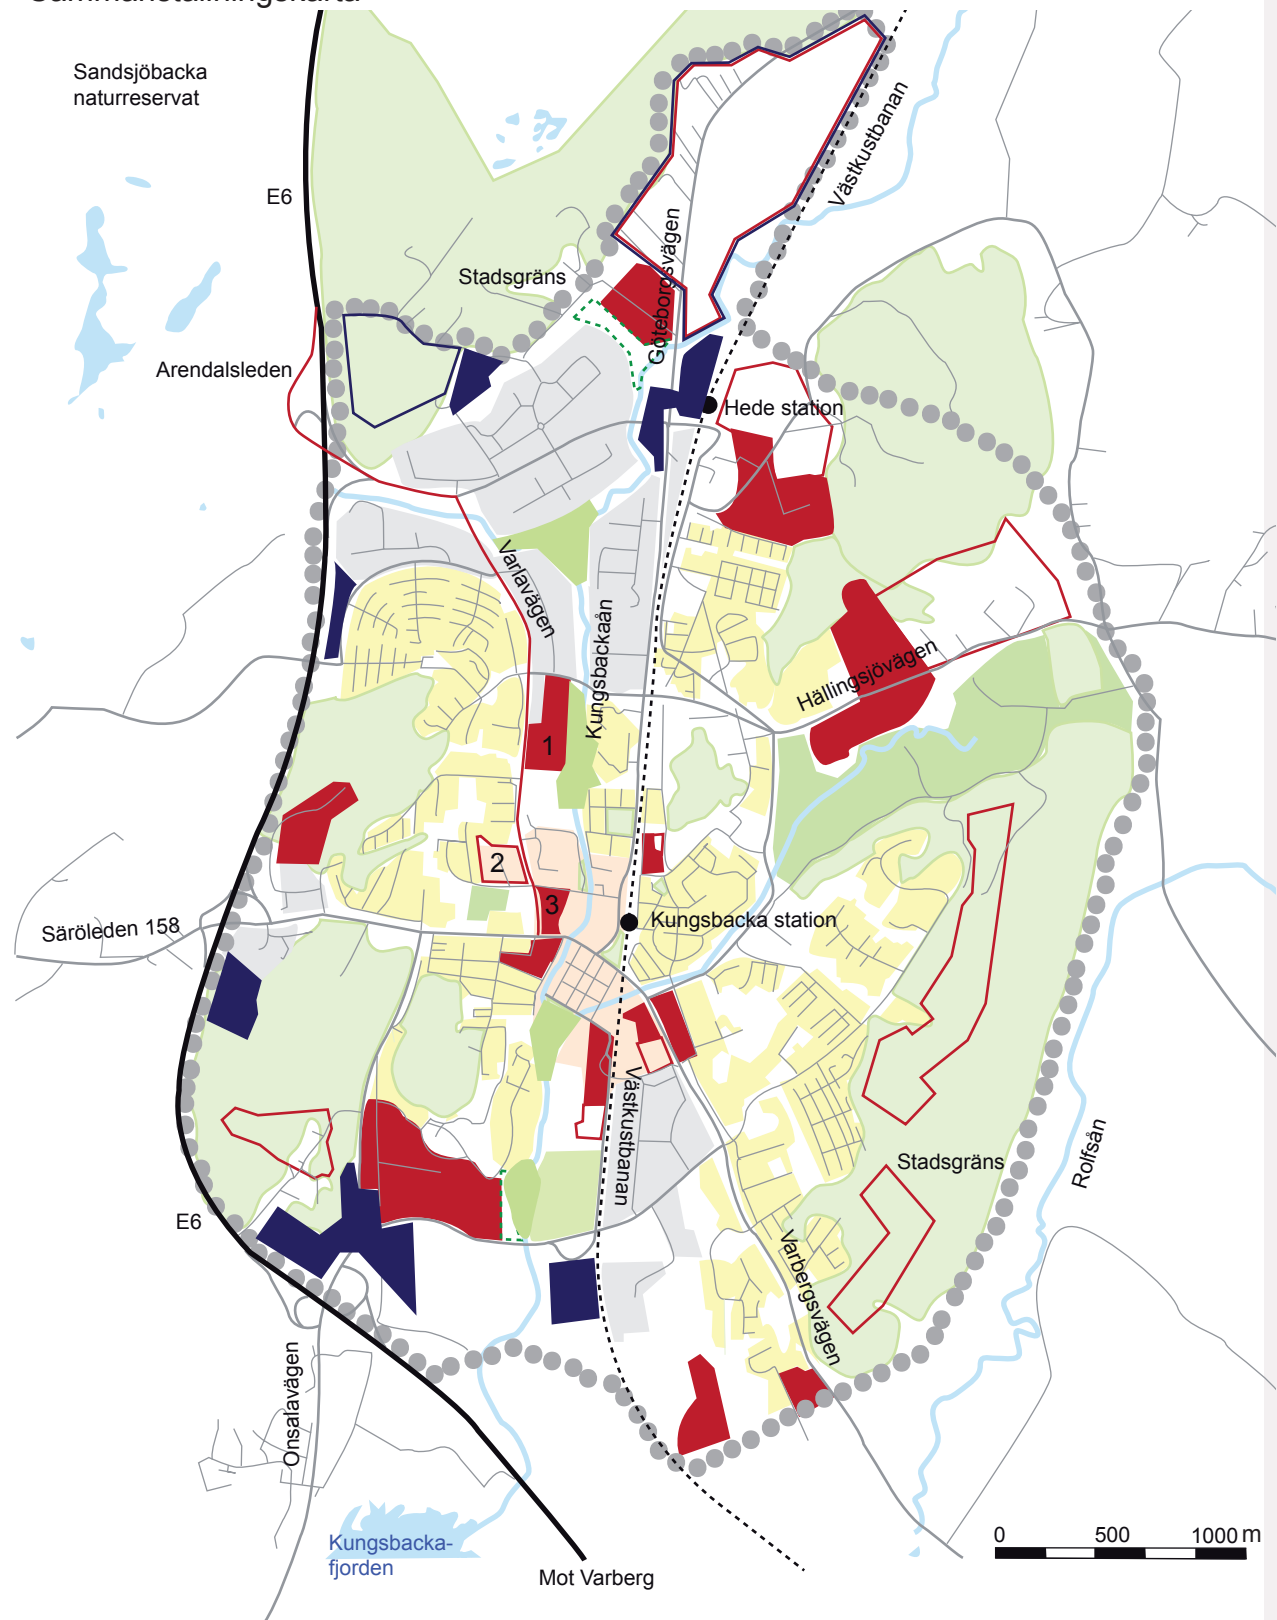 Sammanställningskarta
Sandsjöbacka
naturreservat
E6
Västkustbanan
Göteborgsvägen
Stadsgräns
Arendalsleden
Hede station
Varlavägen
Kungsbackaån
Hällingsjövägen
1
2
3
Säröleden 158
Kungsbacka station
Västkustbanan
Rolfsån
Stadsgräns
E6
Varbergsvägen
Onsalavägen
Kungsbacka-
fjorden
Mot Varberg
0 500 1000 m